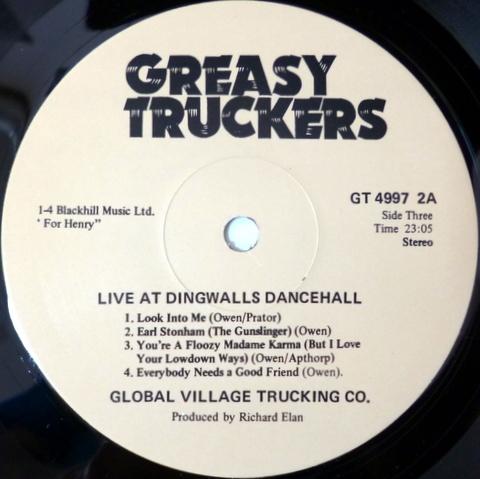 GREASY
TRUCKERS
GT 4997 2A
1-4 Blackhill Music Ltd.
‘For Henry”
Side Three
Time 23:05
Stereo
LIVE AT DINGWALLS DANCEHALL
1. Look Into Me (Owen/Prator)
2. Earl Stonham (The Gunslinger) (Owen)
3. You're A Floozy Madame Karma (But I Love
Your Lowdown Ways) (Owen/Apthorp)
4. Everybody Needs a Good Friend (Owen).
GLOBAL VILLAGE TRUCKING CO.
Produced by Richard Elan